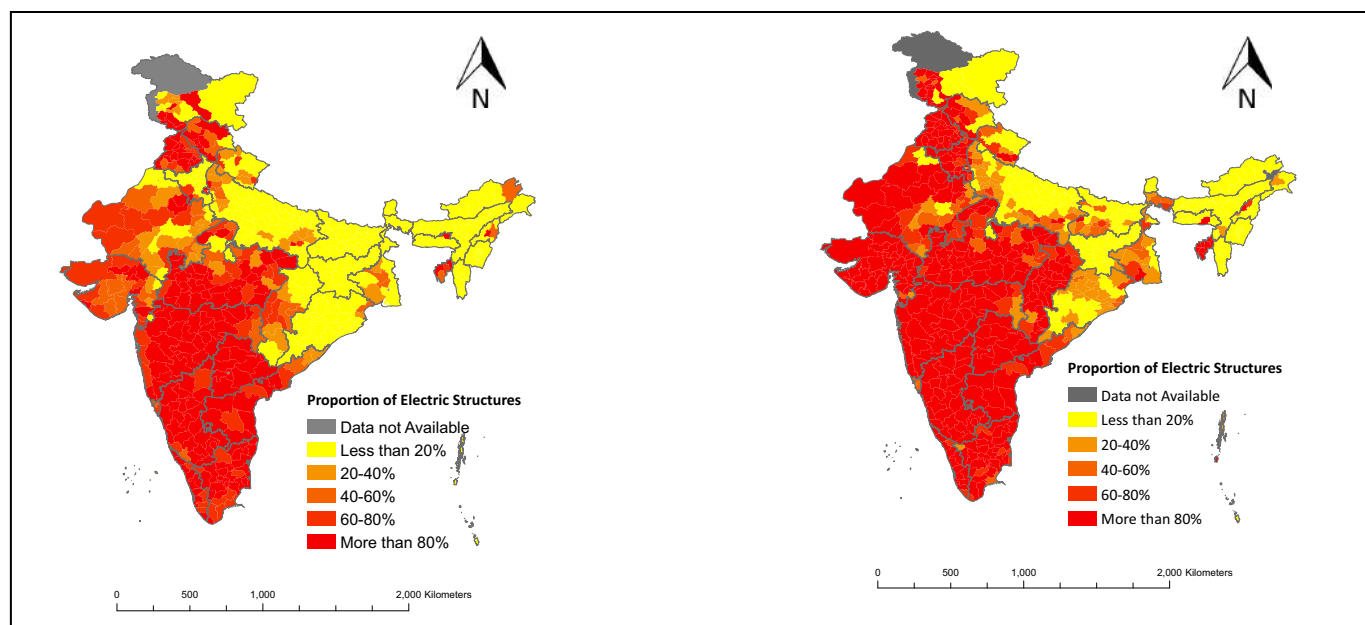 N
Proportion of Electric Structures
Data not Available
Less than 20%
20-40%
40-60%
60-80%
More than 80%
0 500 1,000 2,000 Kilometers
N
Proportion of Electric Structures
Data not Available
Less than 20%
20-40%
40-60%
60-80%
More than 80%
0 500 1,000 2,000 Kilometers